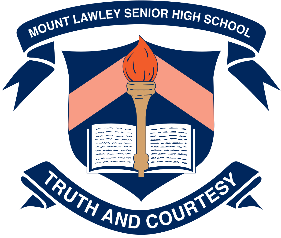 MOUNT LAWLEY SENIOR HIGH SCHOOL
TRUTH AND COURTESY